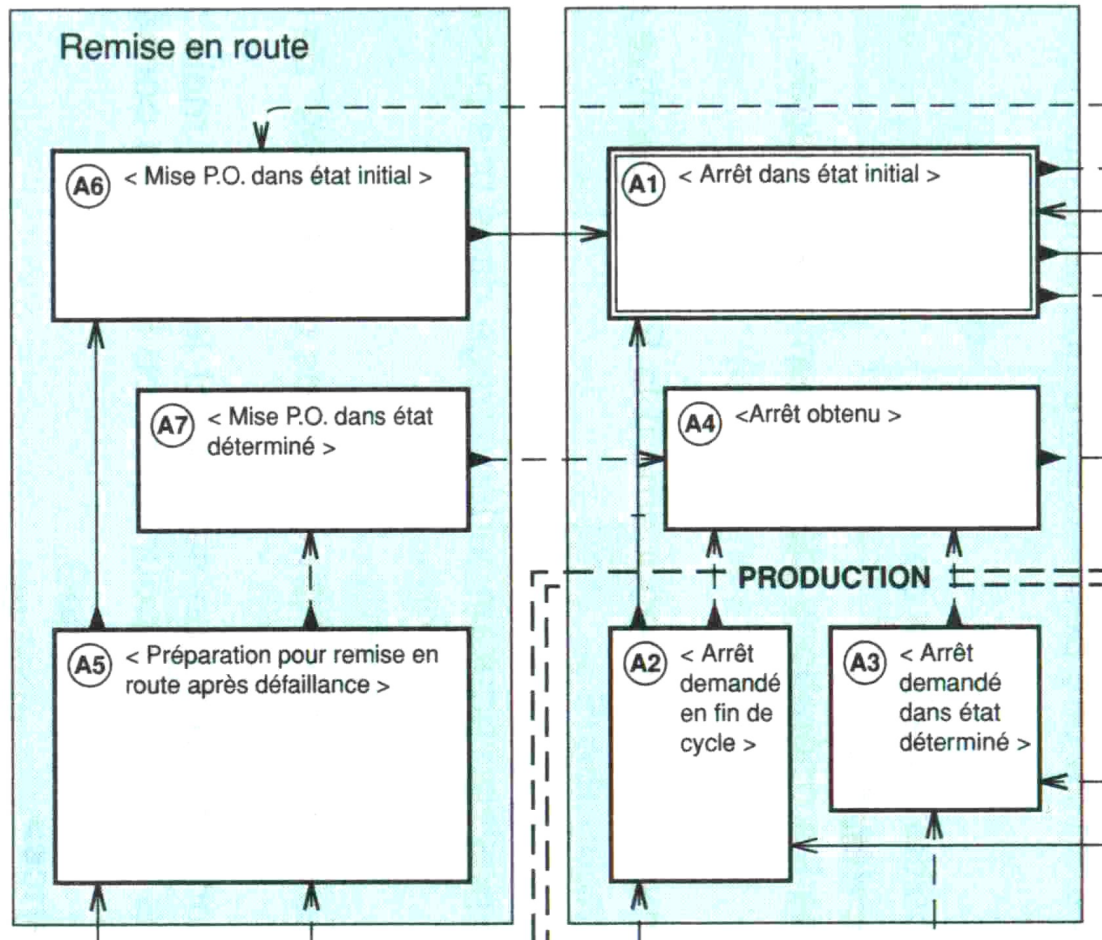 Remise en route
A6 < Mise P.O. dans état initial >
A1 < Arrêt dans état initial >
A7 < Mise P.O. dans état
déterminé >
A4 <Arrêt obtenu >
PRODUCTION
A5 < Préparation pour remise en
route après défaillance >
A2 < Arrêt
demandé
en fin de
cycle >
A3 < Arrêt
demandé
dans état
déterminé >